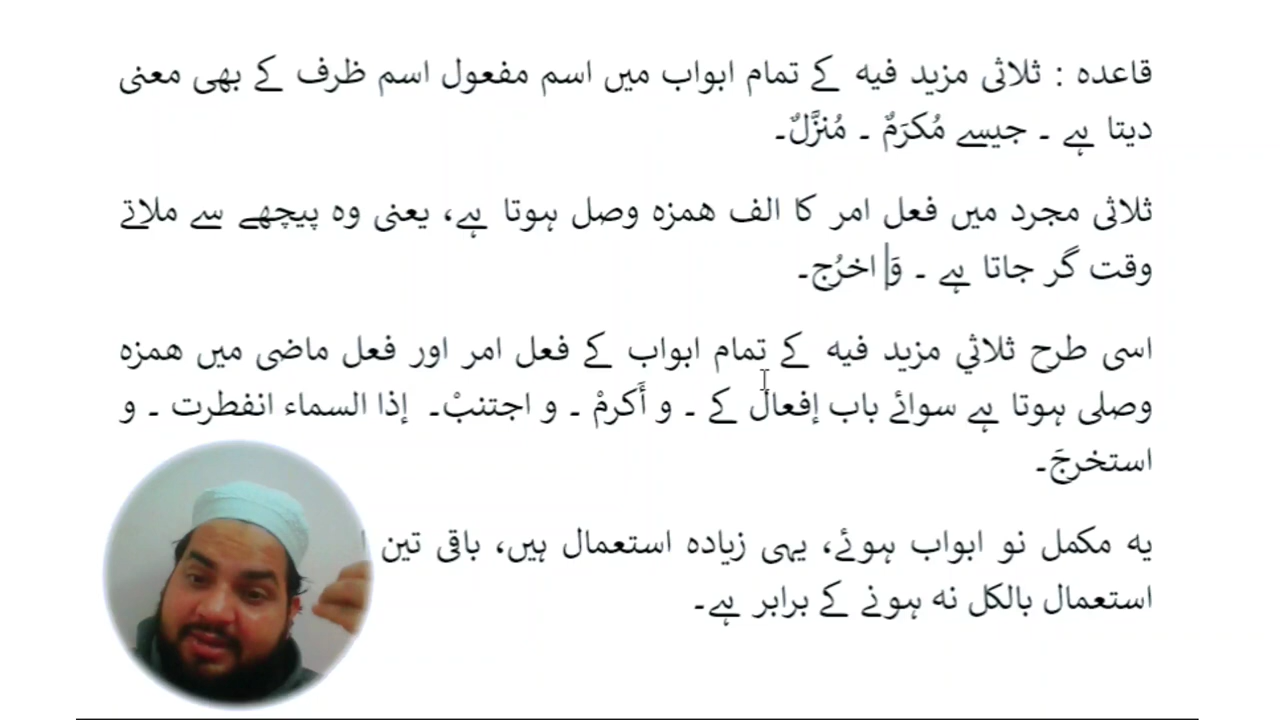 قاعده : ثلاثی مزید فیه کے تمام ابواب میں اسم مفعول اسم ظرف کے بھی معنی
دیتا ہے ۔ جیسے مُکرَمٌ ۔ مُنزَّلٌ۔
ثلاثی مجرد میں فعل امر کا الف همزه وصل ہوتا ہے، یعنی وہ پیچھے سے ملاتے
وقت گر جاتا ہے ۔ وَ اخرُج۔
اسی طرح ثلاثي مزید فیه کے تمام ابواب کے فعل امر اور فعل ماضی میں همزه
وصلی ہوتا ہے سوائے باب إفعال کے ۔ و أَکرمْ ۔ و اجتنبْ۔ إذا السماء انفطرت ۔ و
استخرجَ۔
یه مکمل نو ابواب ہوئے، یہی زیاده استعمال ہیں، باقی تین
استعمال بالکل نه ہونے کے برابر ہے۔